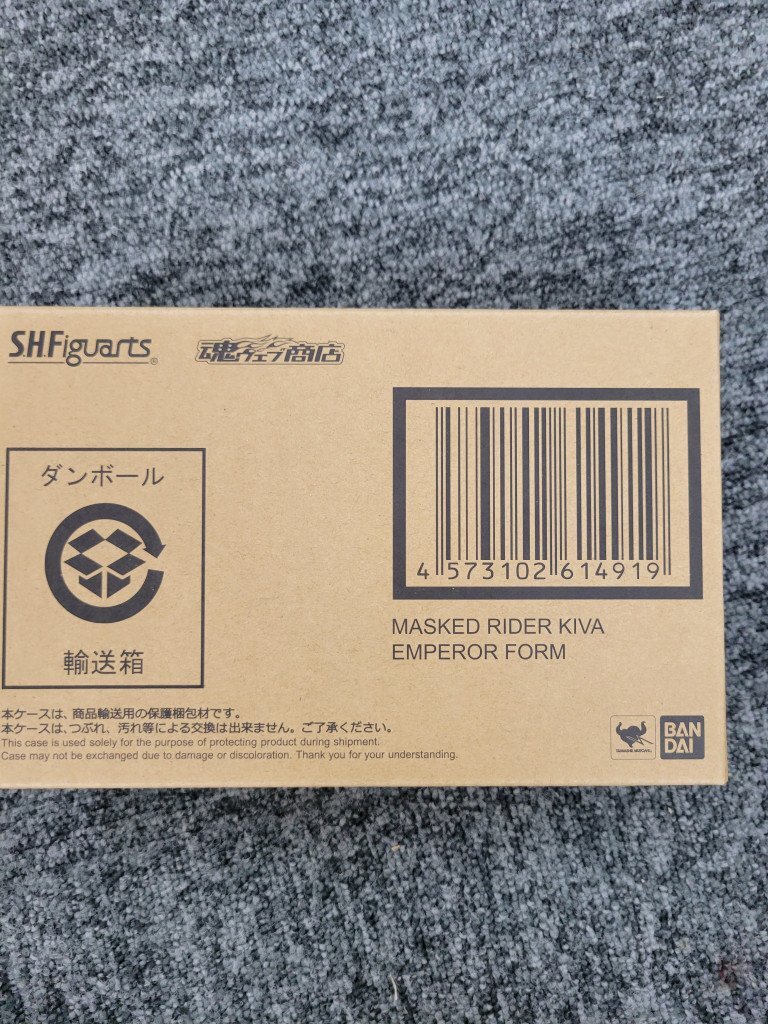 S.H.Figuarts®
魂ウェブ商店
ダンボール
輸送箱
4 573102 614919
MASKED RIDER KIVA
EMPEROR FORM
本ケースは、商品輸送用の保護梱包材です。
本ケースは、つぶれ、汚れ等による交換は出来ません。ご了承ください。
This case is used solely for the purpose of protecting product during shipment.
Case may not be exchanged due to damage or discoloration. Thank you for your understanding.
TAMASHII NATIONS
BAN
DAI